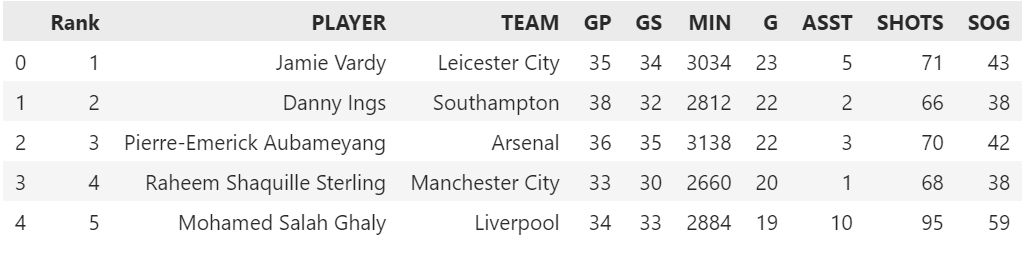 Rank PLAYER TEAM GP GS MIN G ASST SHOTS SOG
0 1 Jamie Vardy Leicester City 35 34 3034 23 5 71 43
1 2 Danny Ings Southampton 38 32 2812 22 2 66 38
2 3 Pierre-Emerick Aubameyang Arsenal 36 35 3138 22 3 70 42
3 4 Raheem Shaquille Sterling Manchester City 33 30 2660 20 1 68 38
4 5 Mohamed Salah Ghaly Liverpool 34 33 2884 19 10 95 59